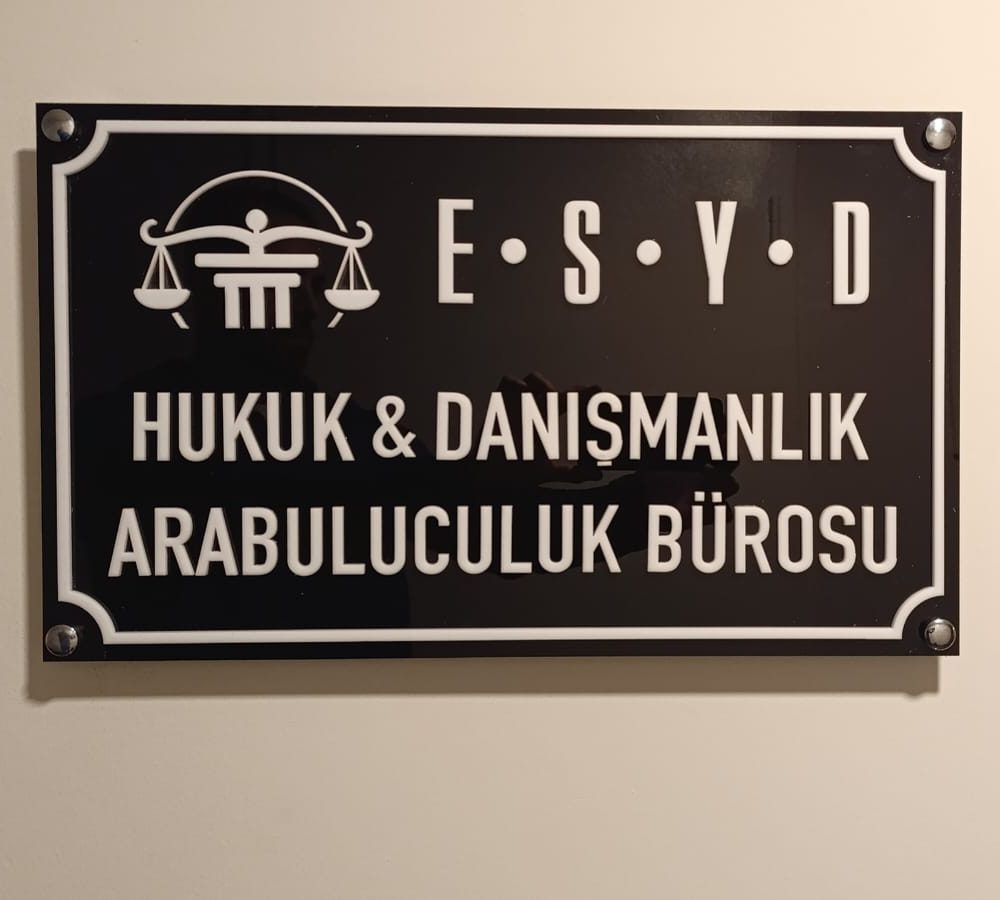 E•S•Y•D
HUKUK & DANIŞMANLIK
ARABULUCULUK BÜROSU